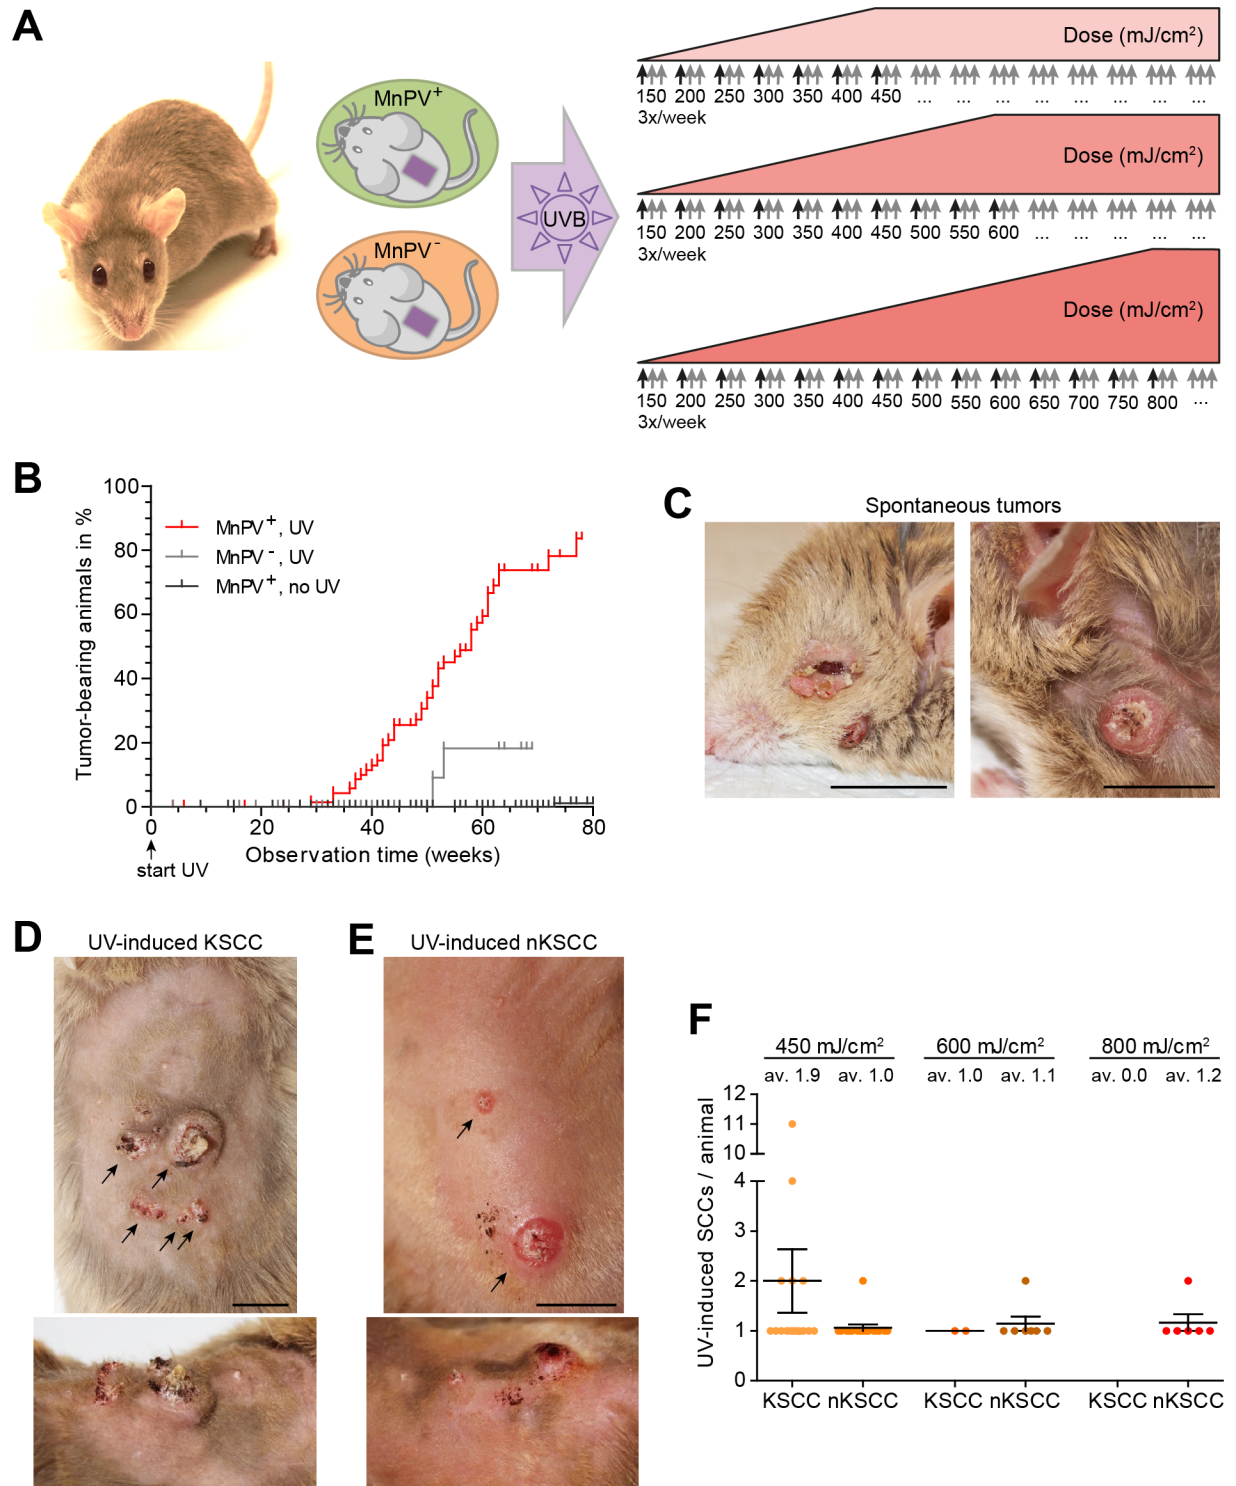 A
MnPV+
MnPV-
UVB
Dose (mJ/cm2)
150 200 250 300 350 400 450 ... ... ... ... ... ... ... ...
3x/week
Dose (mJ/cm2)
150 200 250 300 350 400 450 500 550 600 ... ... ... ... ...
3x/week
Dose (mJ/cm2)
150 200 250 300 350 400 450 500 550 600 650 700 750 800 ...
3x/week
B
Tumor-bearing animals in %
100
80
60
40
20
0
MnPV+, UV
MnPV-, UV
MnPV+, no UV
0 20 40 60 80
Observation time (weeks)
start UV
C
Spontaneous tumors
D
UV-induced KSCC
E
UV-induced nKSCC
F
450 mJ/cm2 600 mJ/cm2 800 mJ/cm2
av. 1.9 av. 1.0 av. 1.0 av. 1.1 av. 0.0 av. 1.2
UV-induced SCCs / animal
12
11
10
4
3
2
1
0
KSCC nKSCC KSCC nKSCC KSCC nKSCC